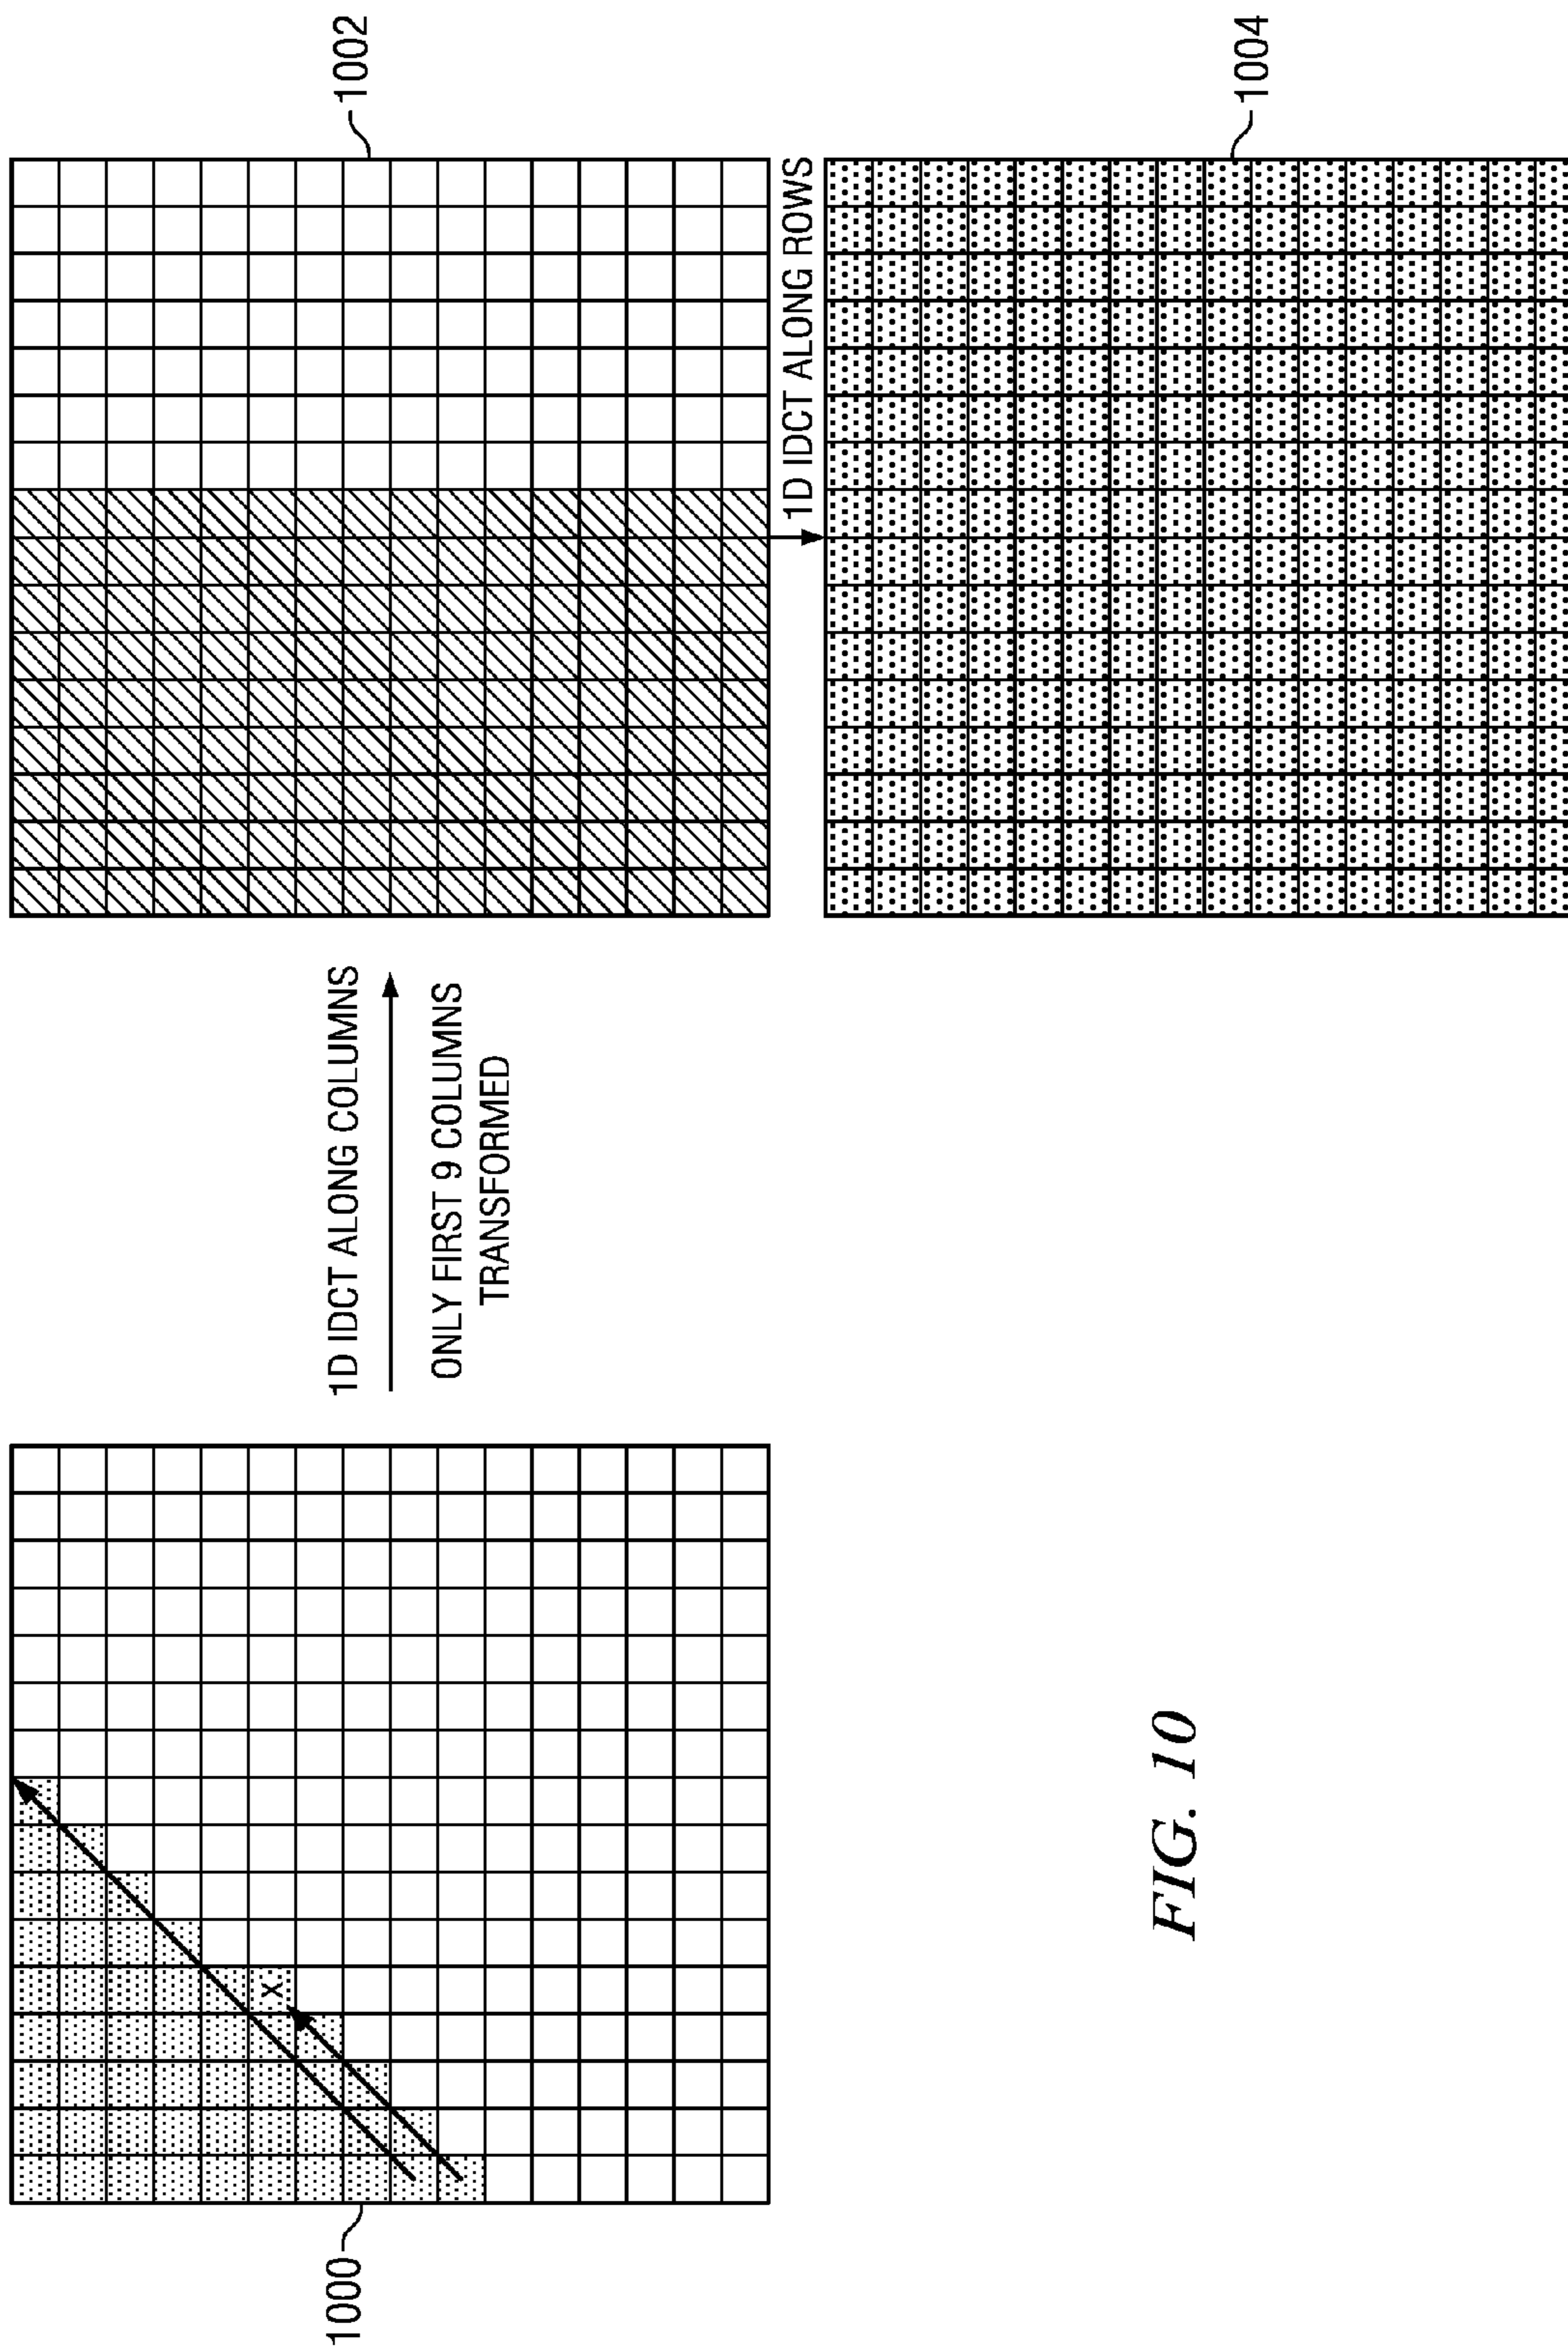 1000
X
1D IDCT ALONG COLUMNS
ONLY FIRST 9 COLUMNS
TRANSFORMED
1002
1D IDCT ALONG ROWS
1004
FIG. 10